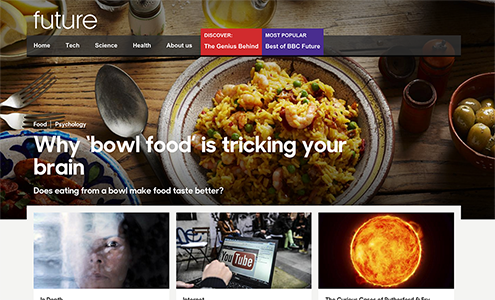 future
DISCOVER:
The Genius Behind
MOST POPULAR
Best of BBC Future
Home Tech Science Health About us
Food | Psychology
Why 'bowl food' is tricking your
brain
Does eating from a bowl make food taste better?
YouTube
In Depth
Internet
The Curious Cases of Rutherford & Fry